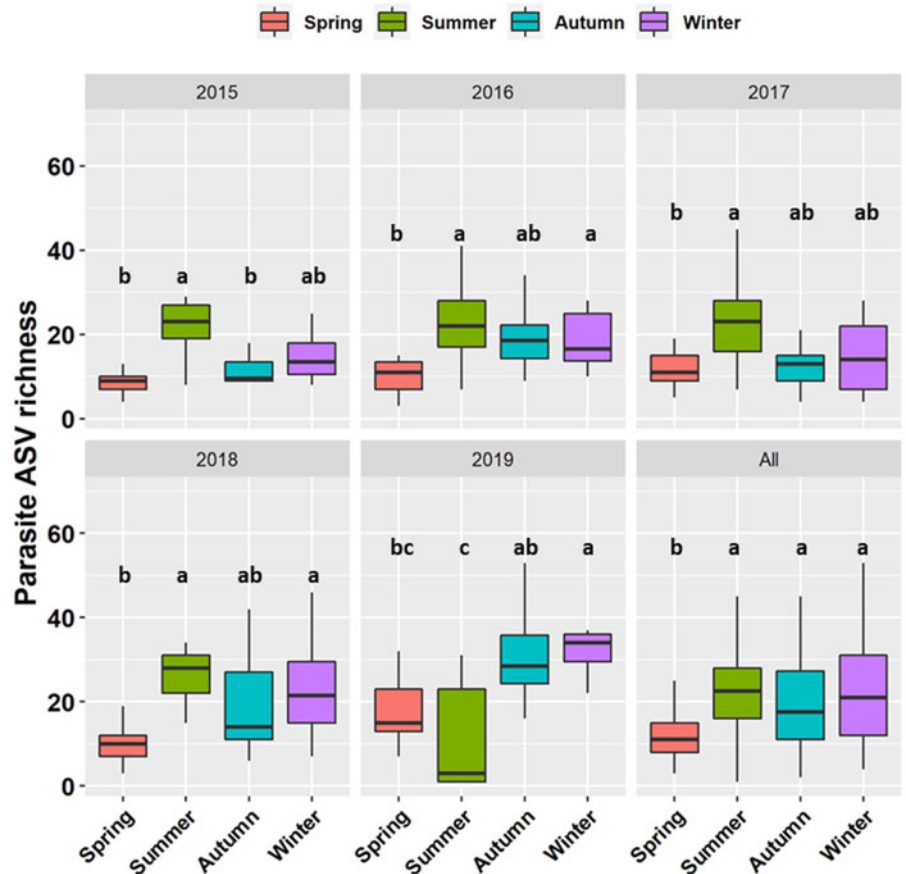 Spring Summer Autumn Winter
2015 2016 2017
60
40
20
0
b a b ab
b a ab a
b a ab ab
Parasite ASV richness
2018 2019 All
60
40
20
0
b a ab a
bc c ab a
b a a a
Spring Summer Autumn Winter Spring Summer Autumn Winter Spring Summer Autumn Winter